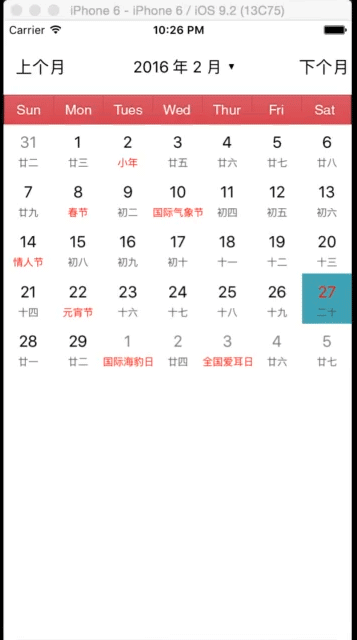 iPhone 6 - iPhone 6 / iOS 9.2 (13C75)
Carrier 10:26 PM
上个月 2016 年 2 月 ▼ 下个月
Sun Mon Tues Wed Thur Fri Sat
31 1 2 3 4 5 6
廿二 廿三 小年 廿五 廿六 廿七 廿八
7 8 9 10 11 12 13
廿九 春节 初二 国际气象节 初四 初五 初六
14 15 16 17 18 19 20
情人节 初八 初九 初十 十一 十二 十三
21 22 23 24 25 26 27
十四 元宵节 十六 十七 十八 十九 二十
28 29 1 2 3 4 5
廿一 廿二 国际海豹日 廿四 全国爱耳日 廿六 廿七